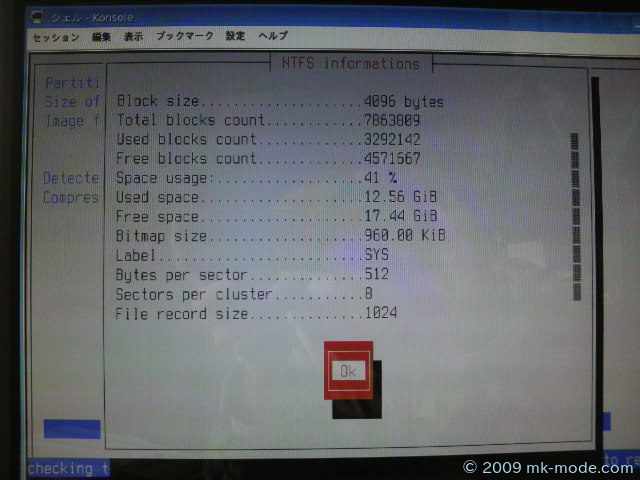 シェル - Konsole
セッション 編集 表示 ブックマーク 設定 ヘルプ
NTFS informations
Partiti
Size of
Image f
Detecte
Compres
Block size....................4096 bytes
Total blocks count............7863809
Used blocks count.............3292142
Free blocks count.............4571667
Space usage:..................41 %
Used space....................12.56 GiB
Free space....................17.44 GiB
Bitmap size...................960.00 KiB
Label.........................SYS
Bytes per sector..............512
Sectors per cluster...........8
File record size..............1024
Ok
checking t
to re
© 2009 mk-mode.com